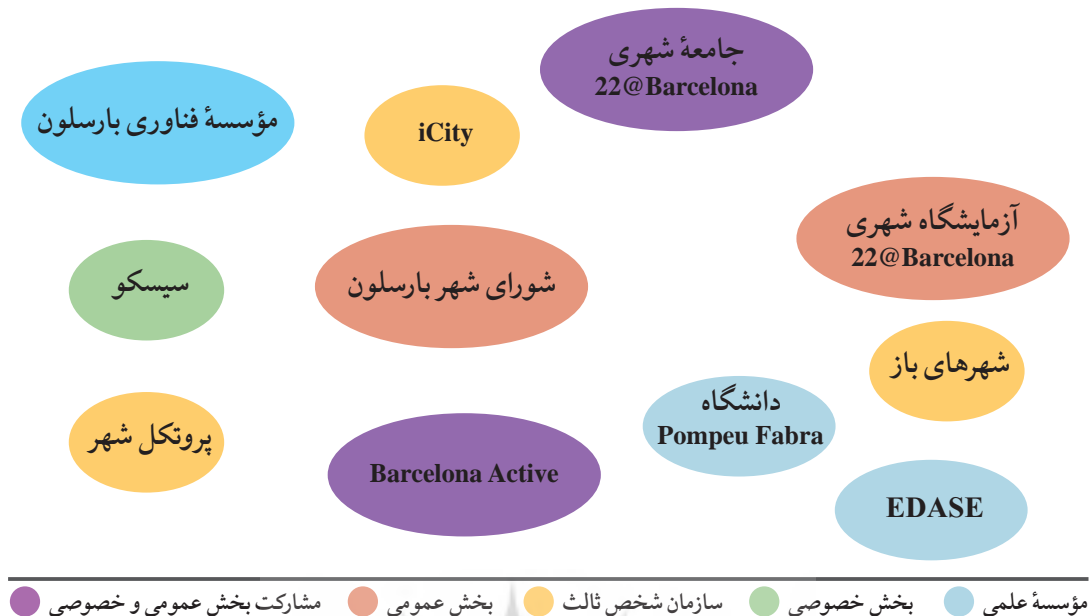 جامعهٔ شهری
22@Barcelona
مؤسسهٔ فناوری بارسلون
iCity
آزمایشگاه شهری
22@Barcelona
سیسکو
شورای شهر بارسلون
شهرهای باز
دانشگاه
Pompeu Fabra
پروتکل شهر
Barcelona Active
EDASE
ؤسسهٔ علمی بخش خصوصی سازمان شخص ثالث بخش عمومی مشارکت بخش عمومی و خصوصی